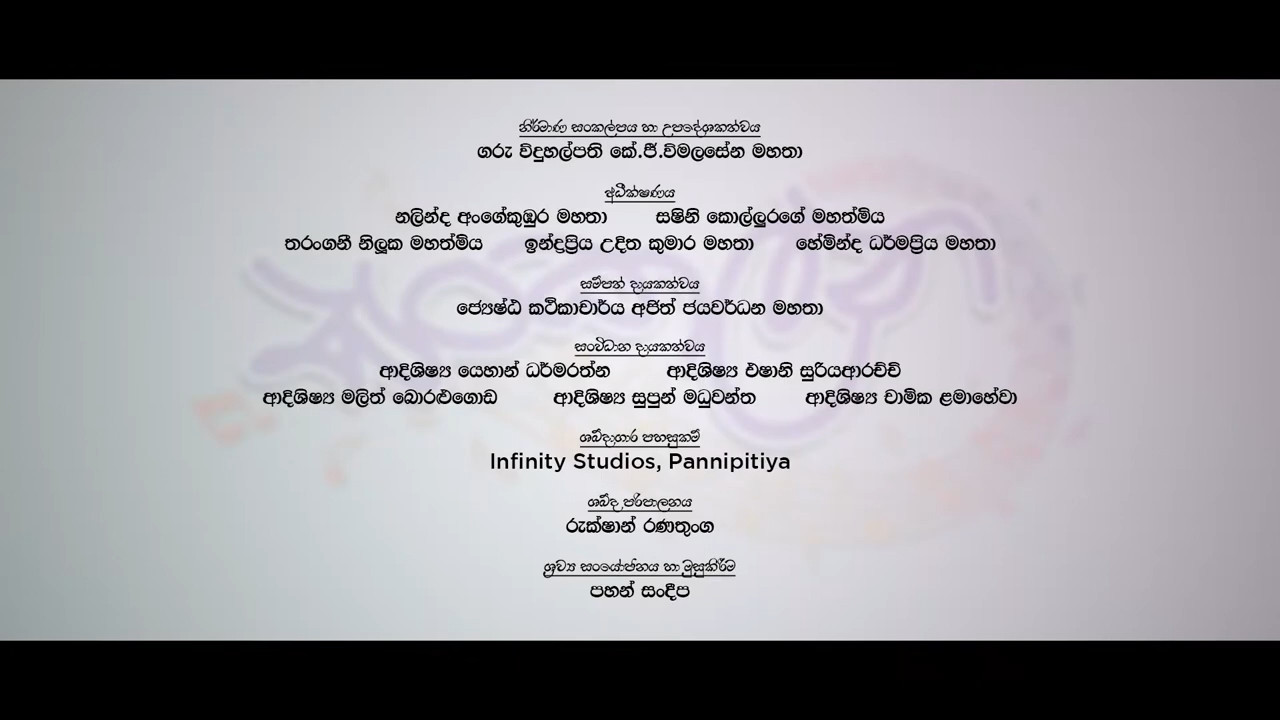 නිර්මාණ සංකල්පය හා උපදේශකත්වය
ගරු විදුහල්පති කේ.ජී.විමලසේන මහතා
අධීක්ෂණය
නලින්ද අංගේකුඹුර මහතා සෂිනි කොල්ලුරගේ මහත්මිය
තරංගනී නිලූක මහත්මිය ඉන්ද්‍රප්‍රිය උදිත කුමාර මහතා හේමින්ද ධර්මප්‍රිය මහතා
සම්පත් දායකත්වය
ජ්‍යෙෂ්ඨ කථිකාචාර්ය අජිත් ජයවර්ධන මහතා
සංවිධාන දායකත්වය
ආදිශිෂ්‍ය යෙහාන් ධර්මරත්න ආදිශිෂ්‍ය එෂානි සුරියආරච්චි
ආදිශිෂ්‍ය මලිත් බොරළුගොඩ ආදිශිෂ්‍ය සුපුන් මධුවන්ත ආදිශිෂ්‍ය චාමික ළමාහේවා
ශබ්දාගාර පහසුකම්
Infinity Studios, Pannipitiya
ශබ්ද පරිපාලනය
රුක්ෂාන් රණතුංග
ශ්‍රව්‍ය සංයෝජනය හා මුසුකිරීම
පහන් සංදීප